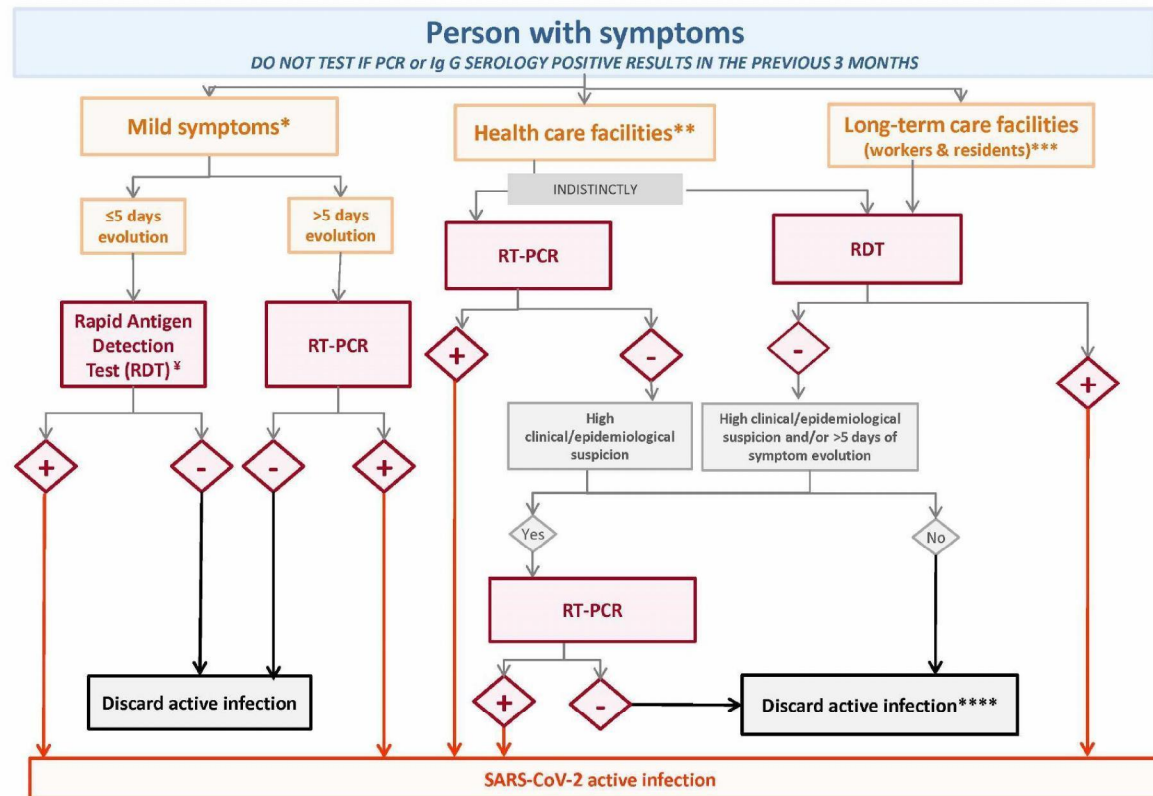 Person with symptoms
DO NOT TEST IF PCR or Ig G SEROLOGY POSITIVE RESULTS IN THE PREVIOUS 3 MONTHS
Mild symptoms*
Health care facilities**
Long-term care facilities
(workers & residents)***
INDISTINCTLY
≤5 days
evolution
>5 days
evolution
RT-PCR
RDT
Rapid Antigen
Detection
Test (RDT) ¥
RT-PCR
+
-
-
+
High
clinical/epidemiological
suspicion
High clinical/epidemiological
suspicion and/or >5 days of
symptom evolution
+
-
-
+
Yes
No
RT-PCR
+
-
Discard active infection
Discard active infection****
SARS-CoV-2 active infection